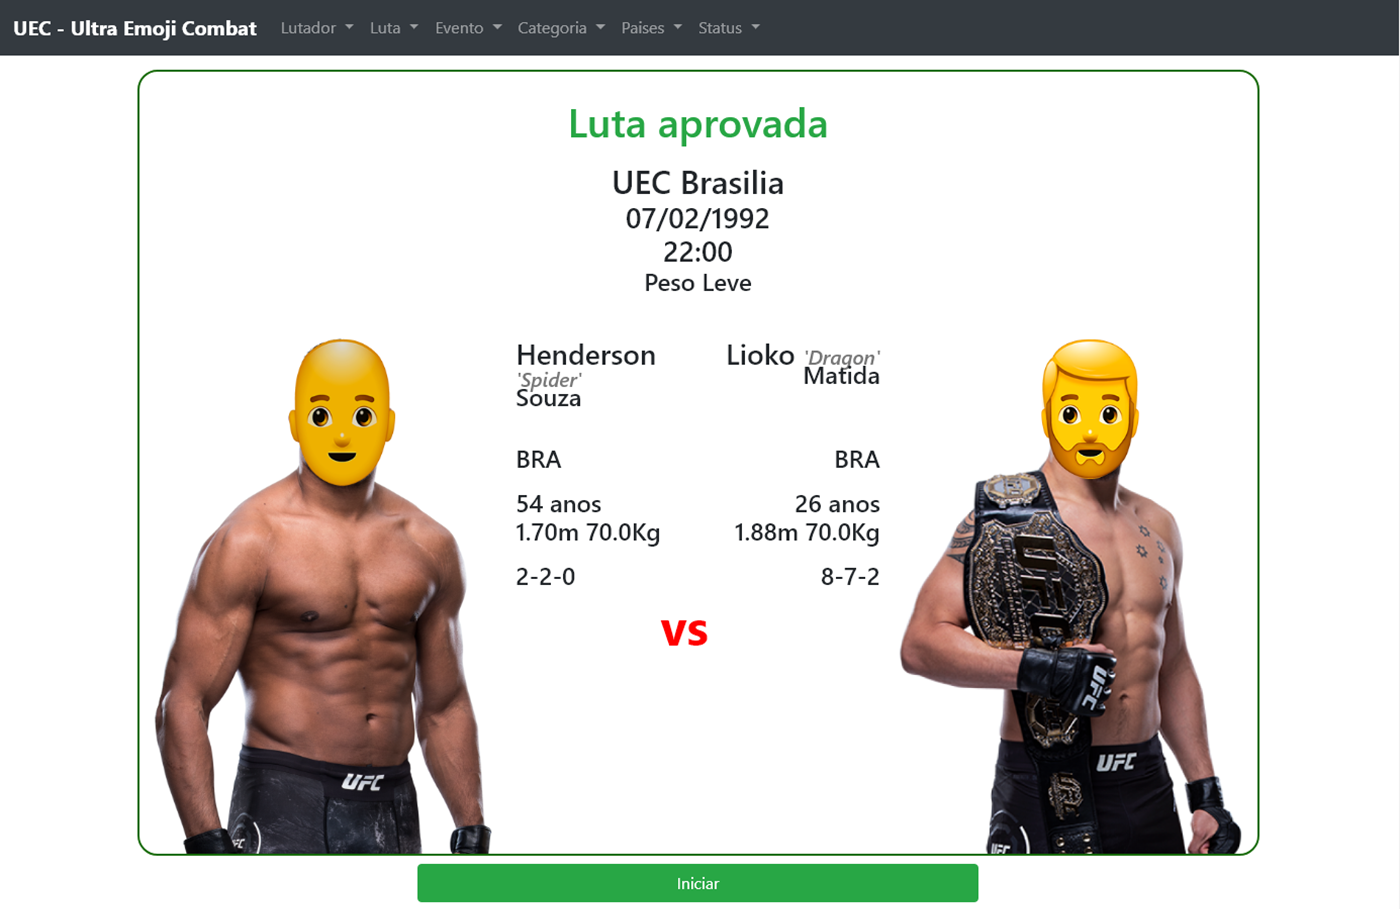 UEC - Ultra Emoji Combat Lutador Luta Evento Categoria Paises Status
Luta aprovada
UEC Brasilia
07/02/1992
22:00
Peso Leve
Henderson
'Spider'
Souza
BRA
54 anos
1.70m 70.0Kg
2-2-0
Lioko 'Dragon'
Matida
BRA
26 anos
1.88m 70.0Kg
8-7-2
vs
UFC
UFC
UFC
UFC
Iniciar